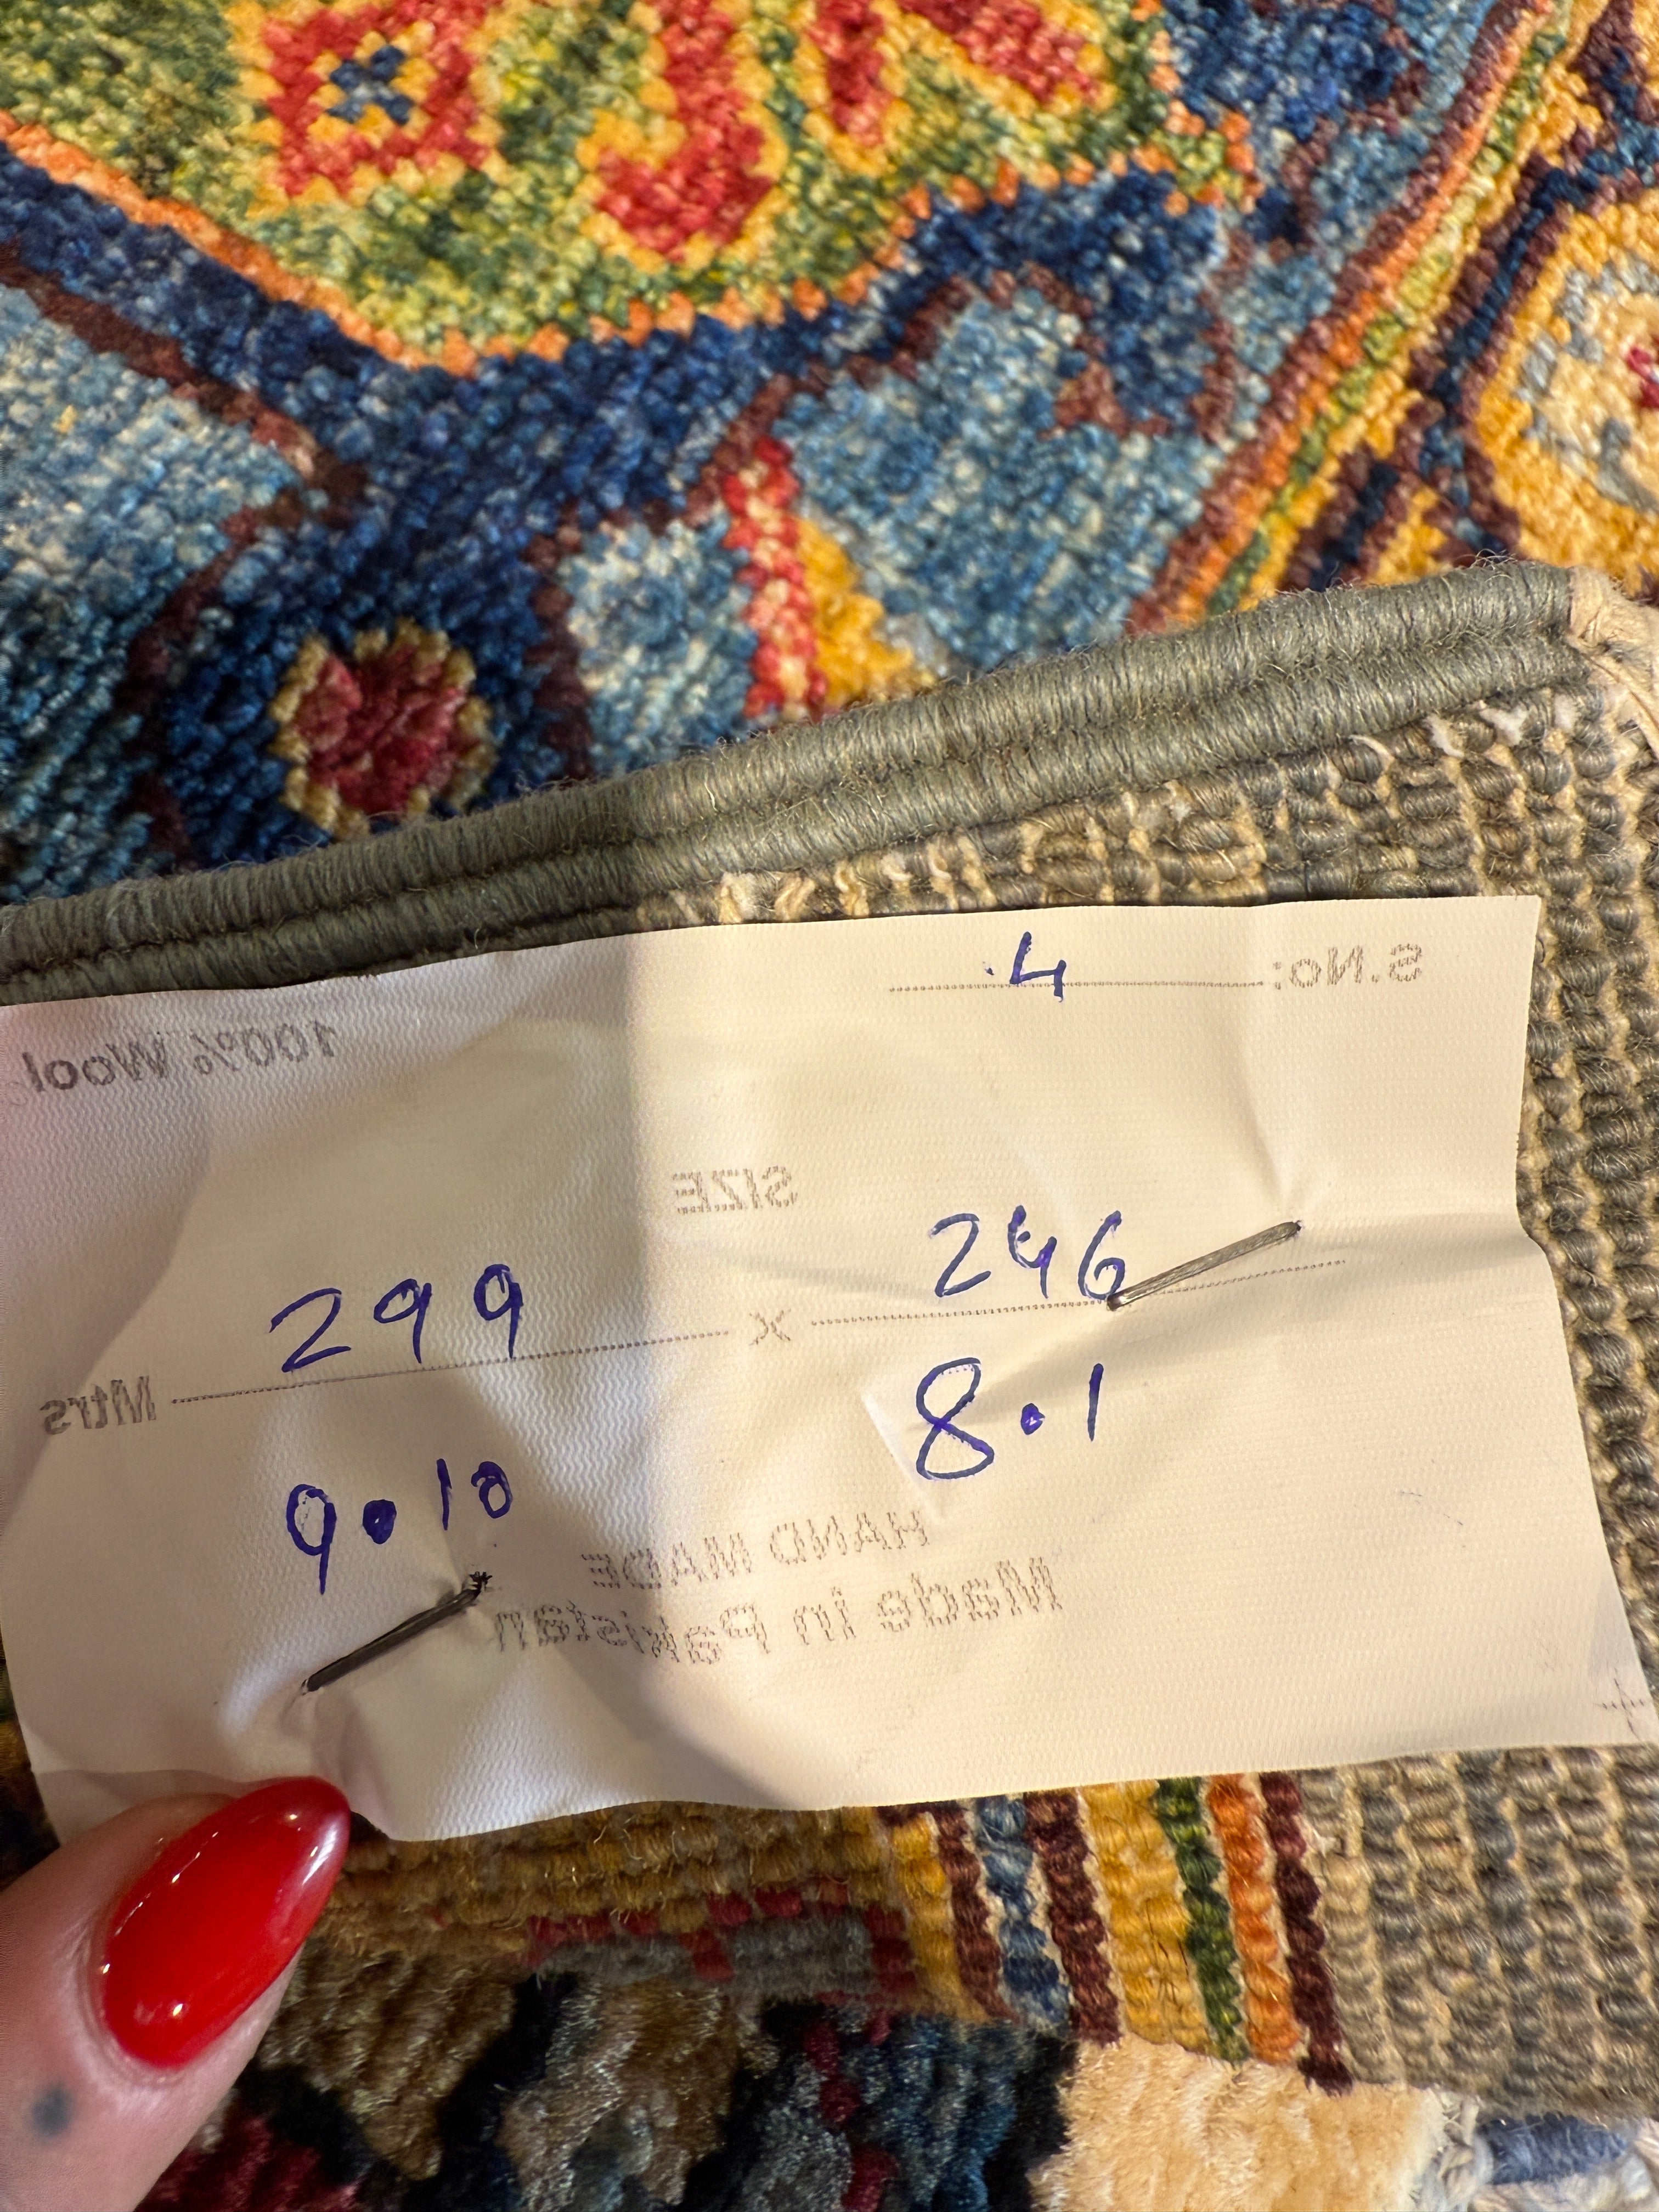 S.No: .4
100% Wool
SIZE
299 X 246 Mtrs
9.10 8.1
HAND MADE
Made in Pakistan